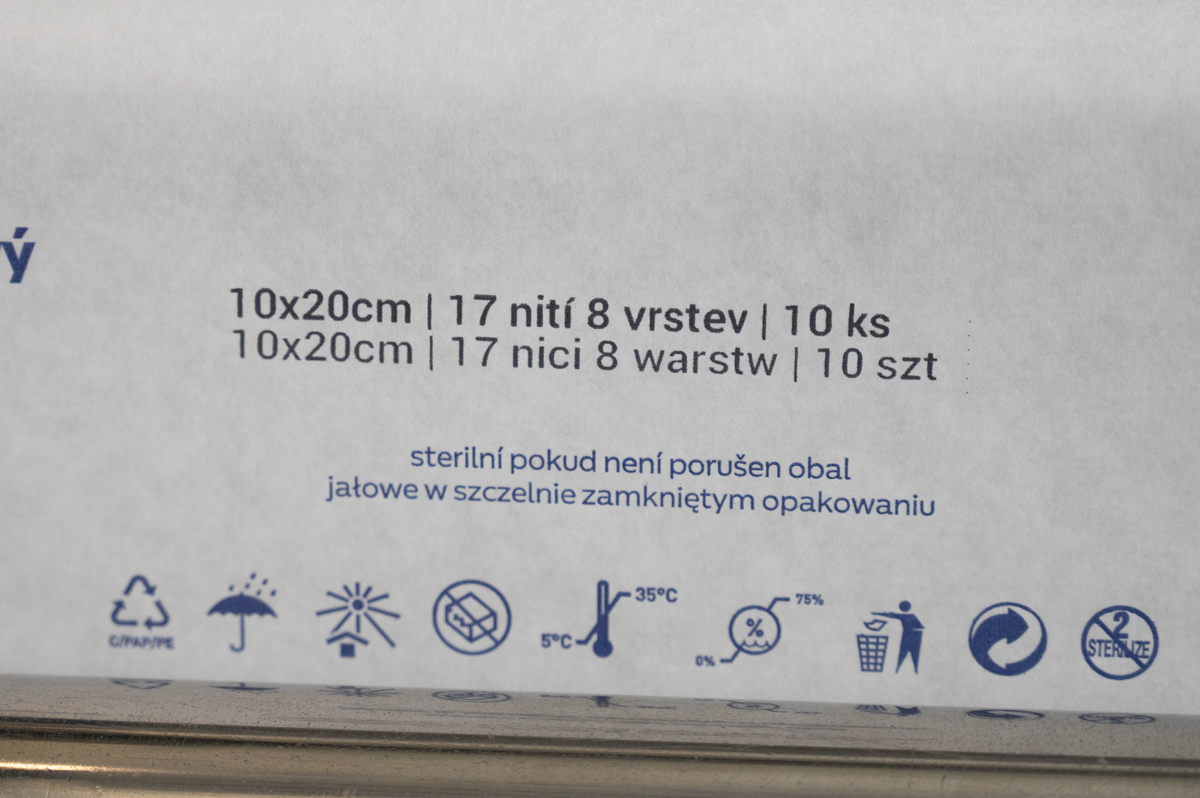 ý
10x20cm | 17 nití 8 vrstev | 10 ks
10x20cm | 17 nici 8 warstw | 10 szt
sterilní pokud není porušen obal
jałowe w szczelnie zamkniętym opakowaniu
C/PAP/PE
5°C
35°C
0%
%
75%
2
STERILIZE